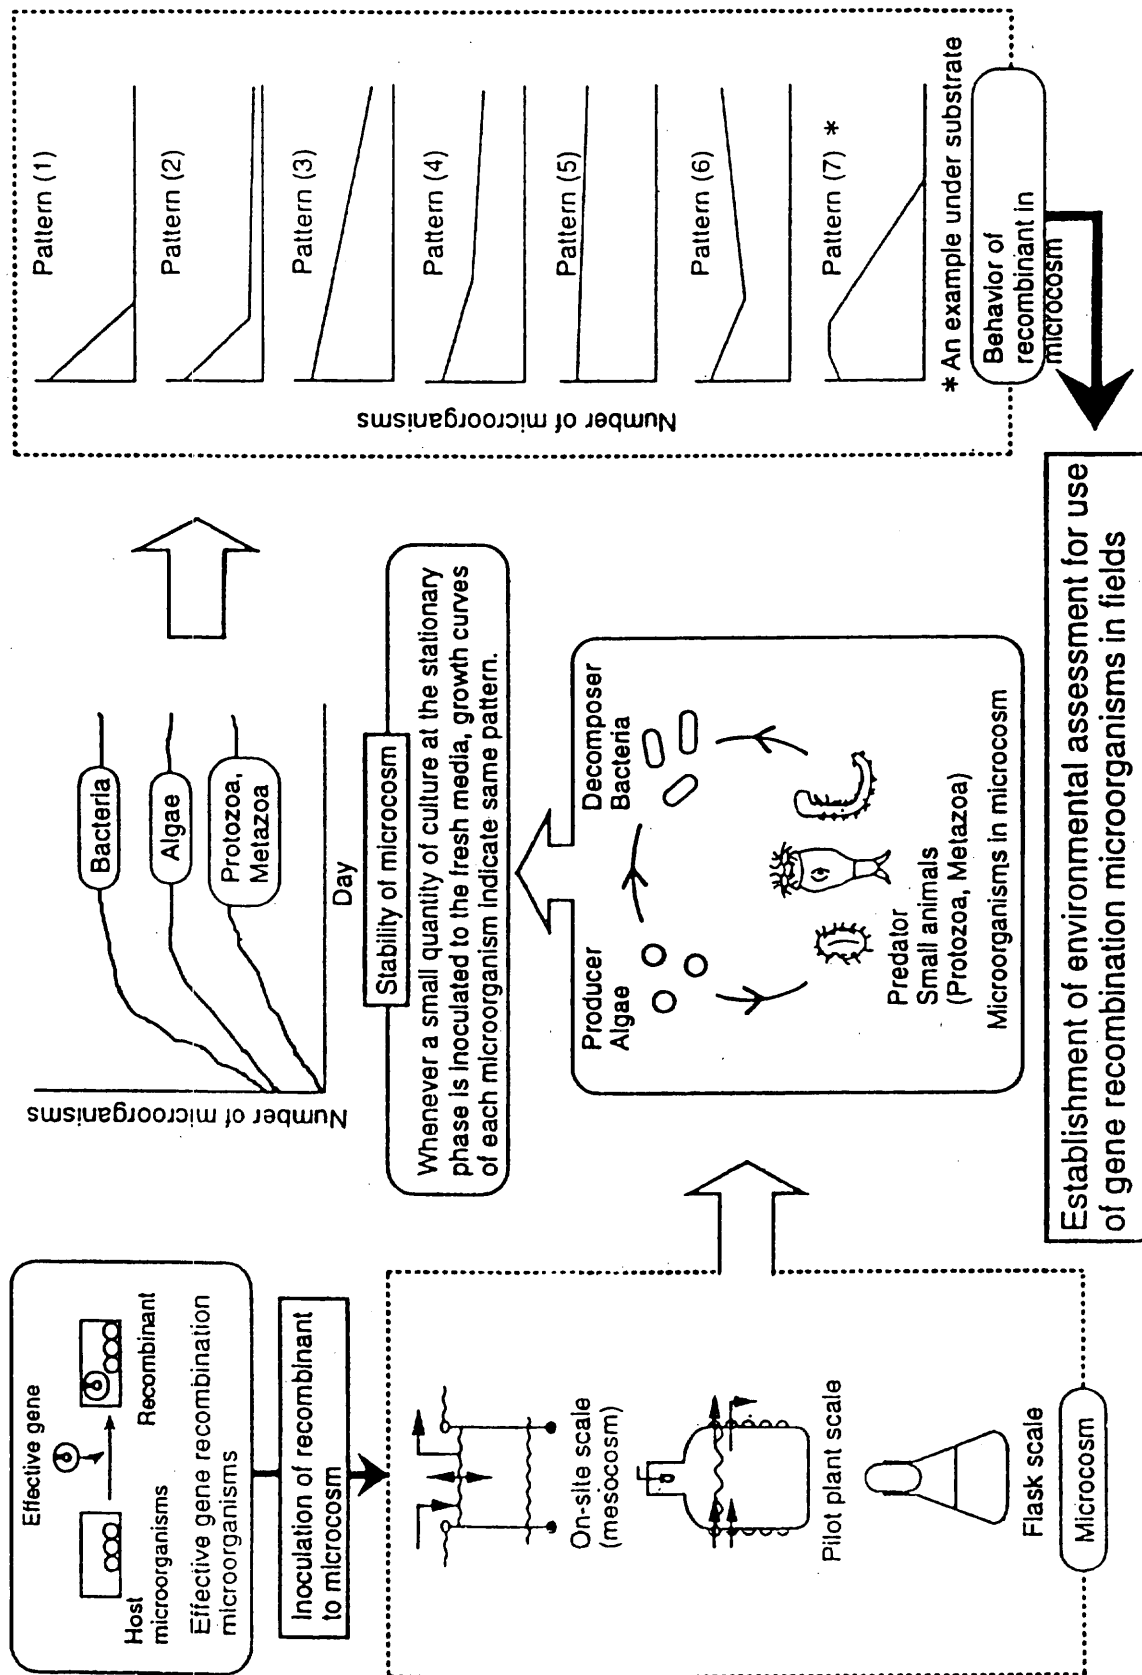 Effective gene
Host
microorganisms
Recombinant
Effective gene recombination
microorganisms
Inoculation of recombinant
to microcosm
On-site scale
(mesocosm)
Pilot plant scale
Flask scale
Microcosm
Number of microorganisms
Bacteria
Algae
Protozoa,
Metazoa
Day
Stability of microcosm
Whenever a small quantity of culture at the stationary
phase is inoculated to the fresh media, growth curves
of each microorganism indicate same pattern.
Producer
Algae
Decomposer
Bacteria
Predator
Small animals
(Protozoa, Metazoa)
Microorganisms in microcosm
Number of microorganisms
Pattern (1)
Pattern (2)
Pattern (3)
Pattern (4)
Pattern (5)
Pattern (6)
Pattern (7) *
* An example under substrate
Behavior of
recombinant in
microcosm
Establishment of environmental assessment for use
of gene recombination microorganisms in fields